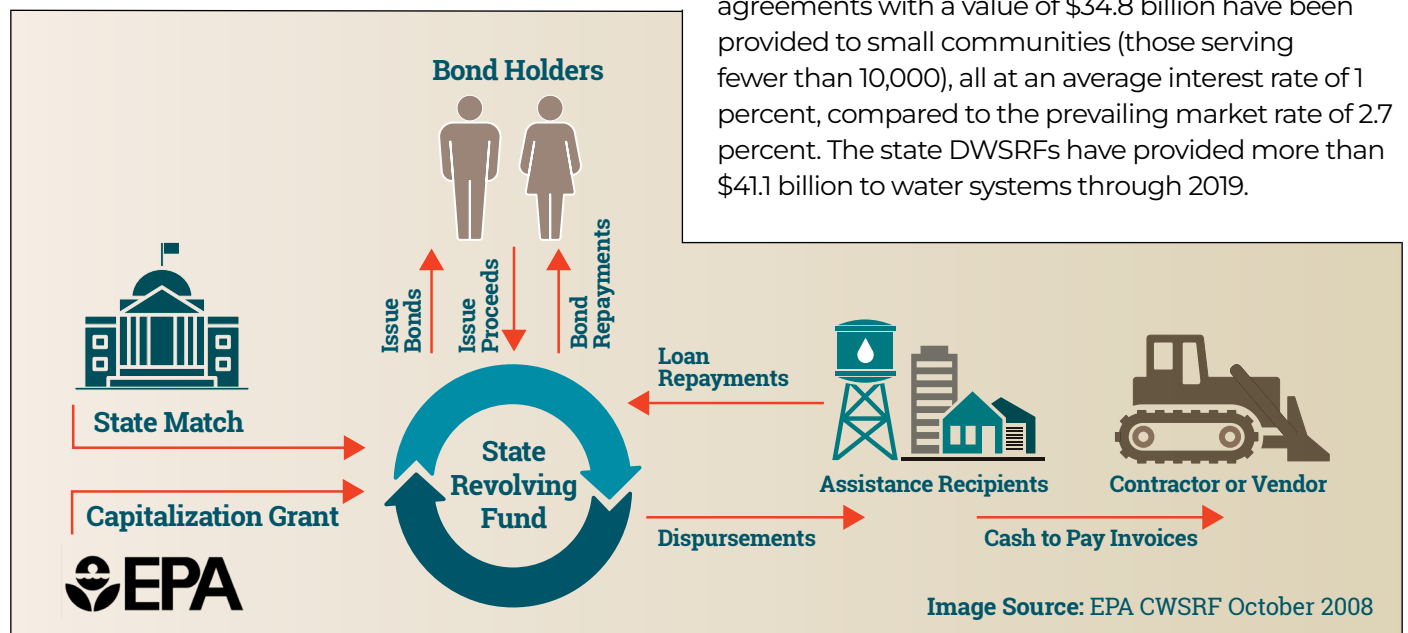 agreements with a value of $34.8 billion have been
provided to small communities (those serving
fewer than 10,000), all at an average interest rate of 1
percent, compared to the prevailing market rate of 2.7
percent. The state DWSRFs have provided more than
$41.1 billion to water systems through 2019.
Bond Holders
Issue
Bonds
Issue
Proceeds
Bond
Repayments
State Match
Capitalization Grant
EPA
State
Revolving
Fund
Loan
Repayments
Dispursements
Assistance Recipients
Contractor or Vendor
Cash to Pay Invoices
Image Source: EPA CWSRF October 2008